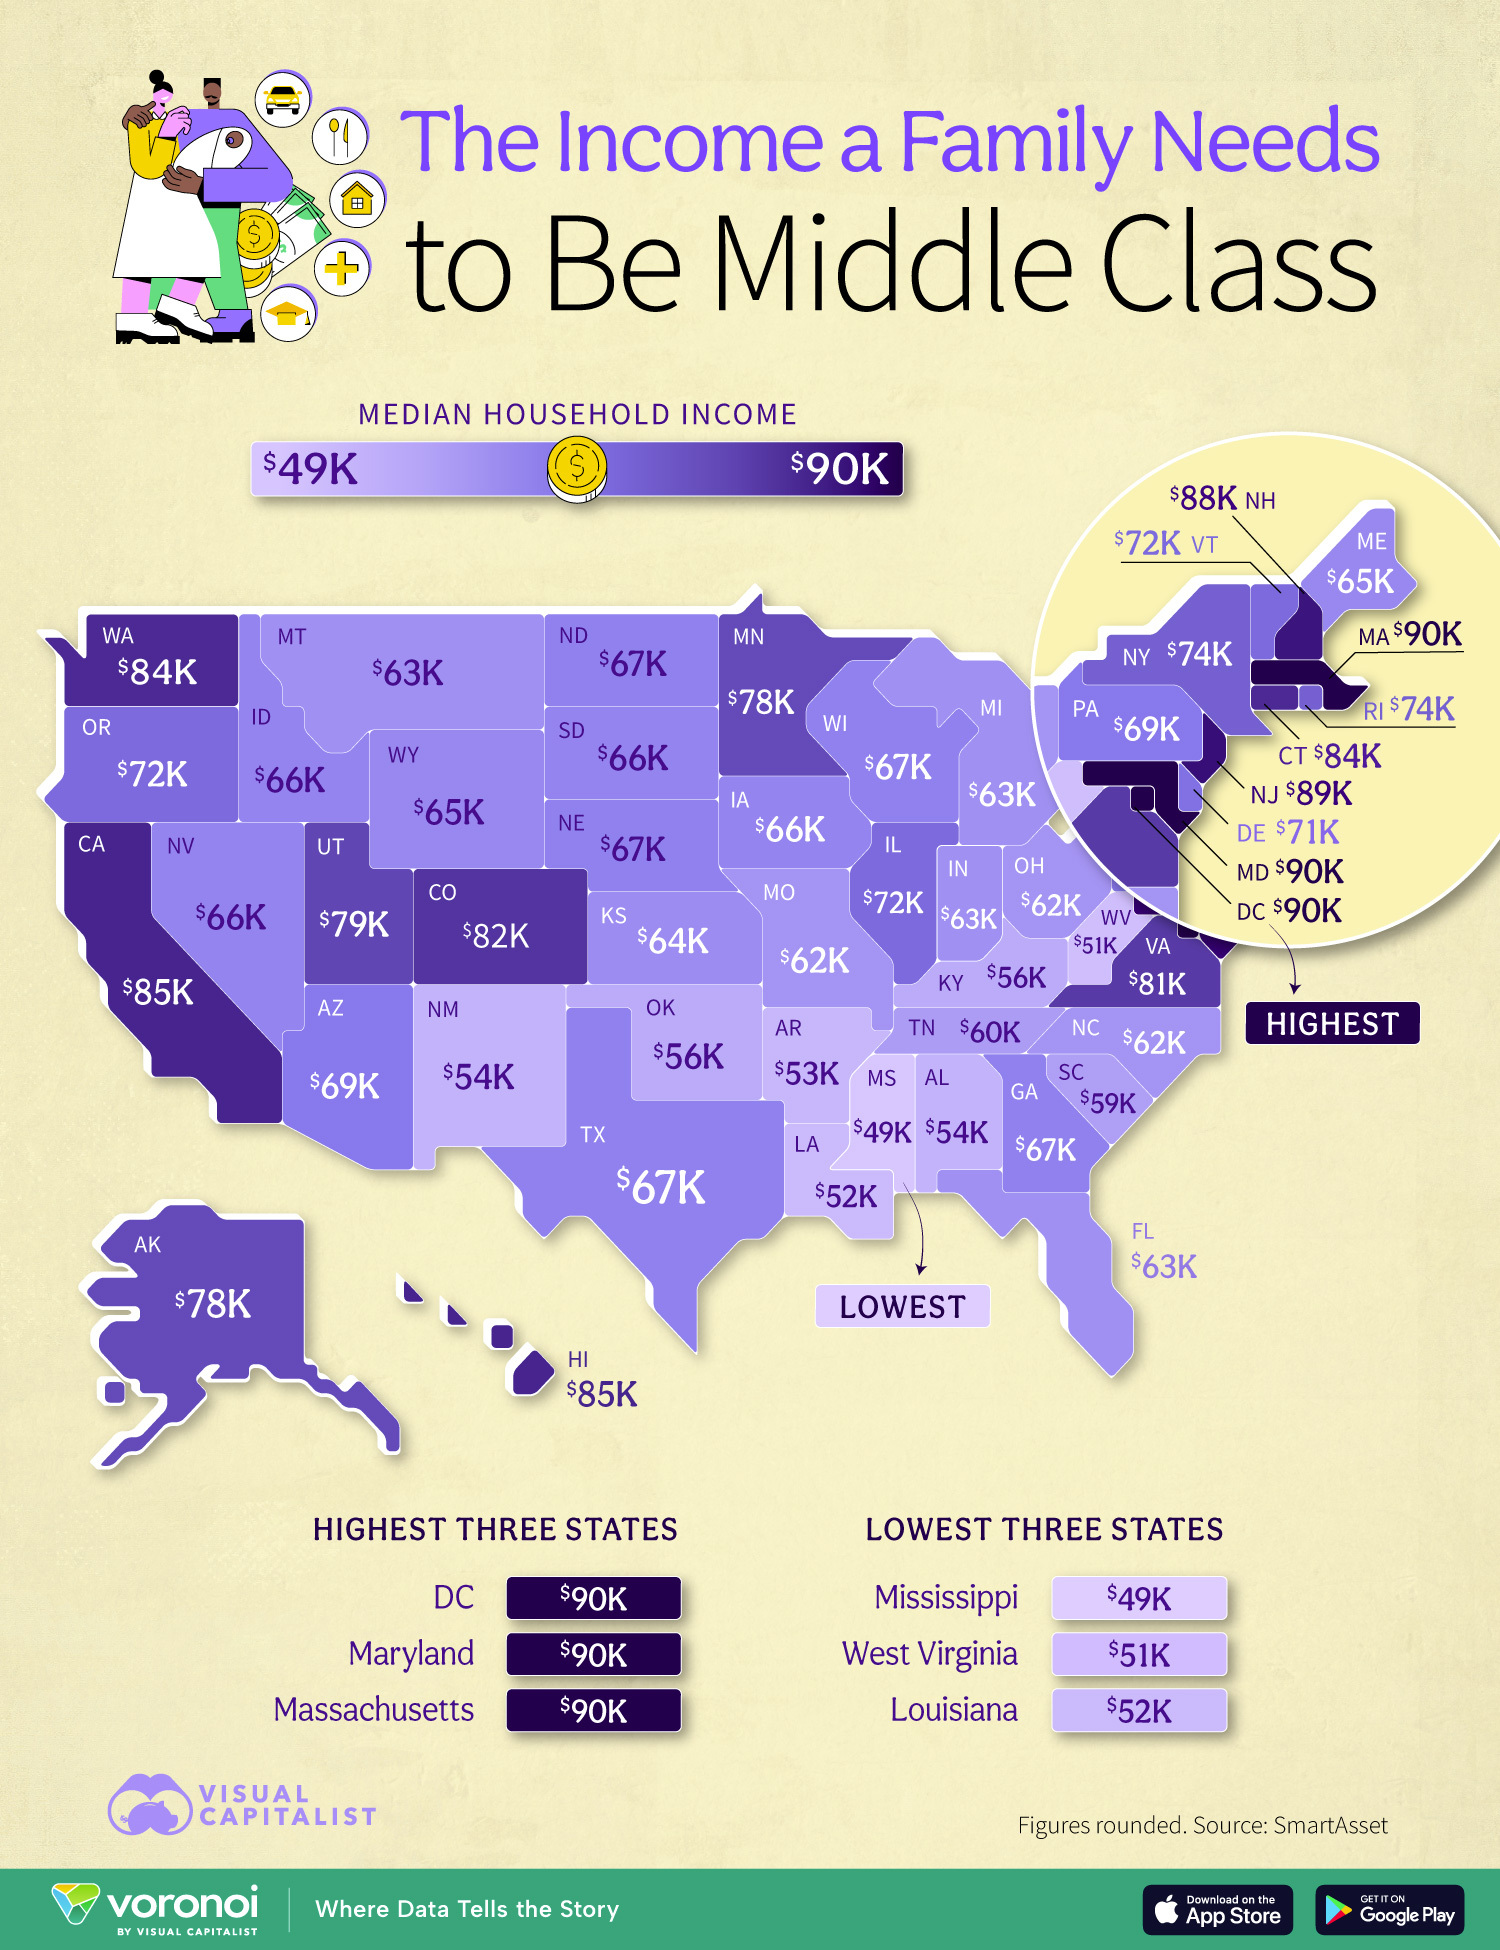 The Income a Family Needs
to Be Middle Class
MEDIAN HOUSEHOLD INCOME
$49K
$90K
$88K NH
$72K VT
ME
$65K
MA $90K
NY $74K
RI $74K
PA
$69K
CT $84K
NJ $89K
DE $71K
MD $90K
DC $90K
HIGHEST
WA
$84K
MT
$63K
ND
$67K
MN
$78K
OR
$72K
ID
$66K
WY
$65K
SD
$66K
WI
$67K
MI
$63K
NE
$67K
IA
$66K
CA
$85K
NV
$66K
UT
$79K
CO
$82K
KS
$64K
MO
$62K
IL
$72K
IN
$63K
OH
$62K
WV
$51K
VA
$81K
KY $56K
AZ
$69K
NM
$54K
OK
$56K
AR
$53K
TN $60K
NC
$62K
SC
$59K
MS
$49K
AL
$54K
GA
$67K
TX
$67K
LA
$52K
FL
$63K
LOWEST
AK
$78K
HI
$85K
HIGHEST THREE STATES
DC $90K
Maryland $90K
Massachusetts $90K
LOWEST THREE STATES
Mississippi $49K
West Virginia $51K
Louisiana $52K
VISUAL
CAPITALIST
Figures rounded. Source: SmartAsset
voronoi
BY VISUAL CAPITALIST
Where Data Tells the Story
Download on the
App Store
GET IT ON
Google Play